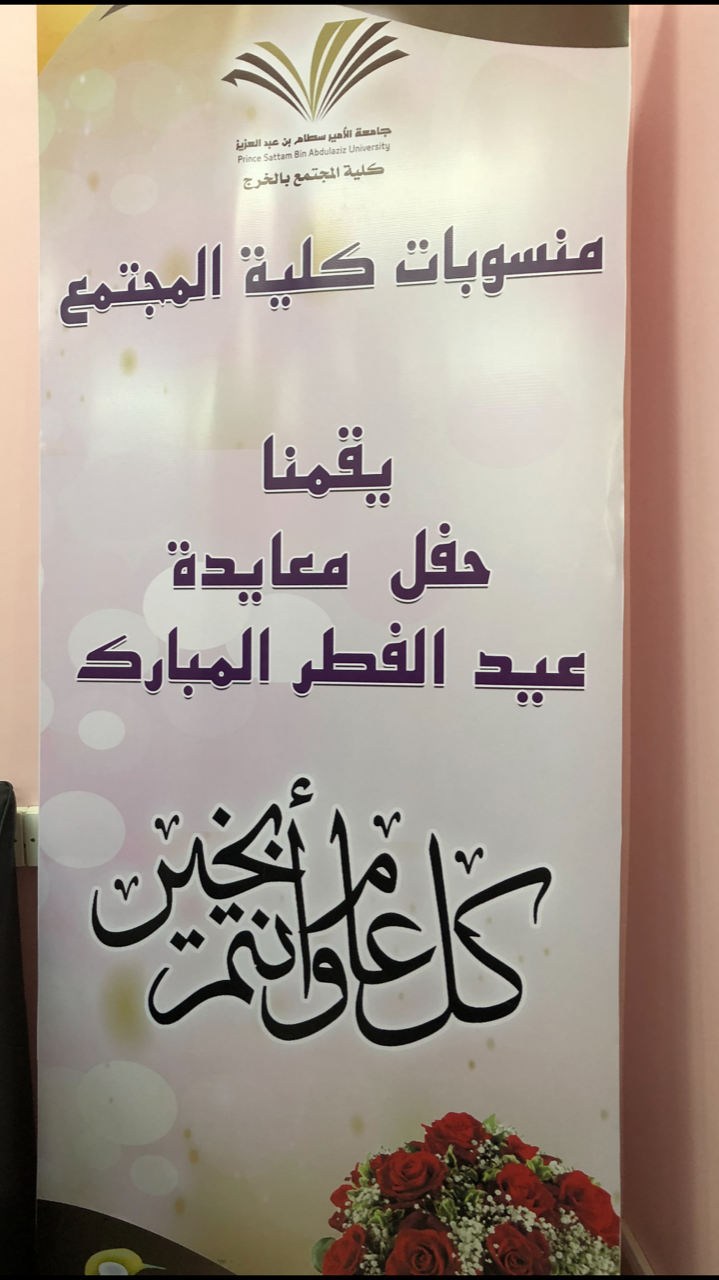 جامعة الأمير سطام بن عبد العزيز
Prince Sattam Bin Abdulaziz University
كلية المجتمع بالخرج
منسوبات كلية المجتمع
يقمنا
حفل معايدة
عيد الفطر المبارك
كل عام وأنتم بخير